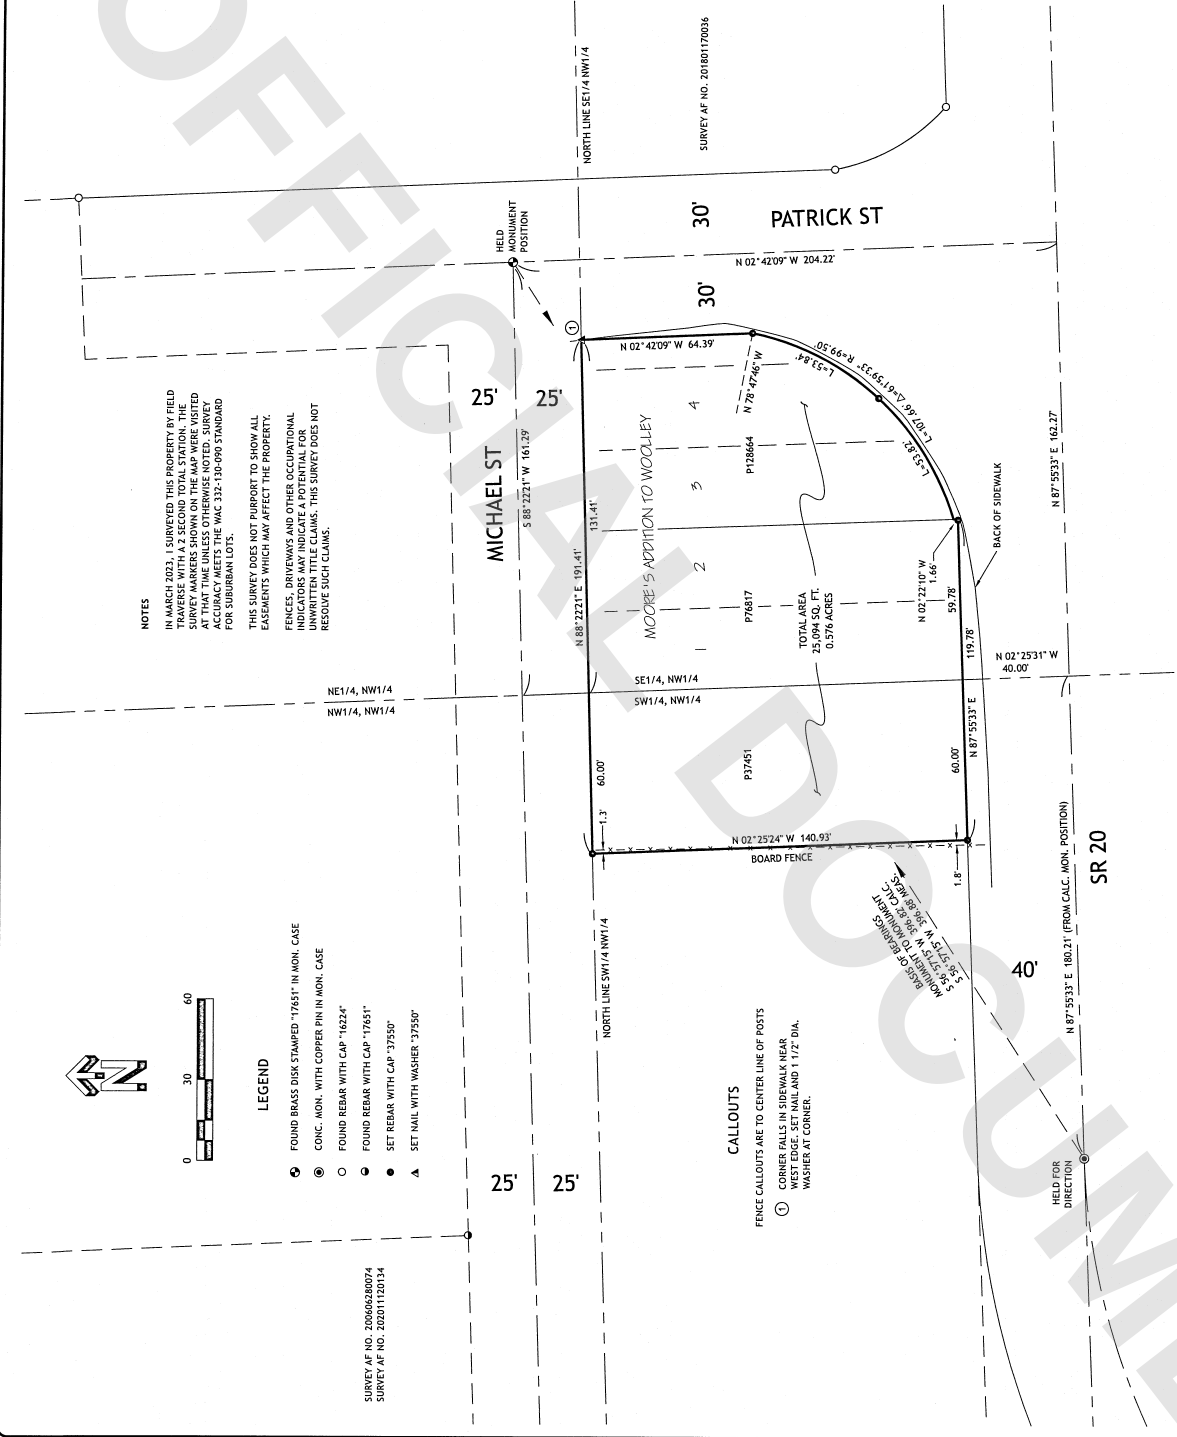 NOTES
IN MARCH 2023, I SURVEYED THIS PROPERTY BY FIELD
TRAVERSE WITH A 2 SECOND TOTAL STATION. THE
SURVEY MARKERS SHOWN ON THE MAP WERE VISITED
AT THAT TIME UNLESS OTHERWISE NOTED. SURVEY
ACCURACY MEETS THE WAC 332-130-090 STANDARD
FOR SUBURBAN LOTS.
THIS SURVEY DOES NOT PURPORT TO SHOW ALL
EASEMENTS WHICH MAY AFFECT THE PROPERTY.
FENCES, DRIVEWAYS AND OTHER OCCUPATIONAL
INDICATORS MAY INDICATE A POTENTIAL FOR
UNWRITTEN TITLE CLAIMS. THIS SURVEY DOES NOT
RESOLVE SUCH CLAIMS.
N
0 30 60
LEGEND
FOUND BRASS DISK STAMPED "17651" IN MON. CASE
CONC. MON. WITH COPPER PIN IN MON. CASE
FOUND REBAR WITH CAP "16224"
FOUND REBAR WITH CAP "17651"
SET REBAR WITH CAP "37550"
SET NAIL WITH WASHER "37550"
SURVEY AF NO. 200606280074
SURVEY AF NO. 202011120134
NE1/4, NW1/4
NW1/4, NW1/4
MICHAEL ST
25'
25'
25'
25'
S 88°22'21" W 161.29'
HELD
MONUMENT
POSITION
NORTH LINE SE1/4 NW1/4
SURVEY AF NO. 201801170036
30'
30'
PATRICK ST
N 02°42'09" W 204.22'
1
N 88°22'21" E 191.41'
131.41'
60.00'
1.3'
N 02°42'09" W 64.39'
NORTH LINE SW1/4 NW1/4
SE1/4, NW1/4
SW1/4, NW1/4
MOORE'S ADDITION TO WOOLLEY
1 2 3 4
P37451
P76817
P128664
N 78°47'46" W
TOTAL AREA
25,094 SQ. FT.
0.576 ACRES
L=53.84'
L=107.66' Δ=61°59'33" R=99.50'
L=53.82'
N 02°25'24" W 140.93'
BOARD FENCE
1.8'
60.00'
59.78'
N 02°22'10" W
1.66'
N 87°55'33" E
119.78'
BACK OF SIDEWALK
N 02°25'31" W
40.00'
N 87°55'33" E 162.27'
BASIS OF BEARINGS
MONUMENT TO MONUMENT
S 56°57'15" W 396.82' CALC.
S 56°57'15" W 396.88' MEAS.
40'
N 87°55'33" E 180.21' (FROM CALC. MON. POSITION)
SR 20
HELD FOR
DIRECTION
CALLOUTS
FENCE CALLOUTS ARE TO CENTER LINE OF POSTS
1 CORNER FALLS IN SIDEWALK NEAR
WEST EDGE. SET NAIL AND 1 1/2" DIA.
WASHER AT CORNER.
OFFICIAL DOCUME